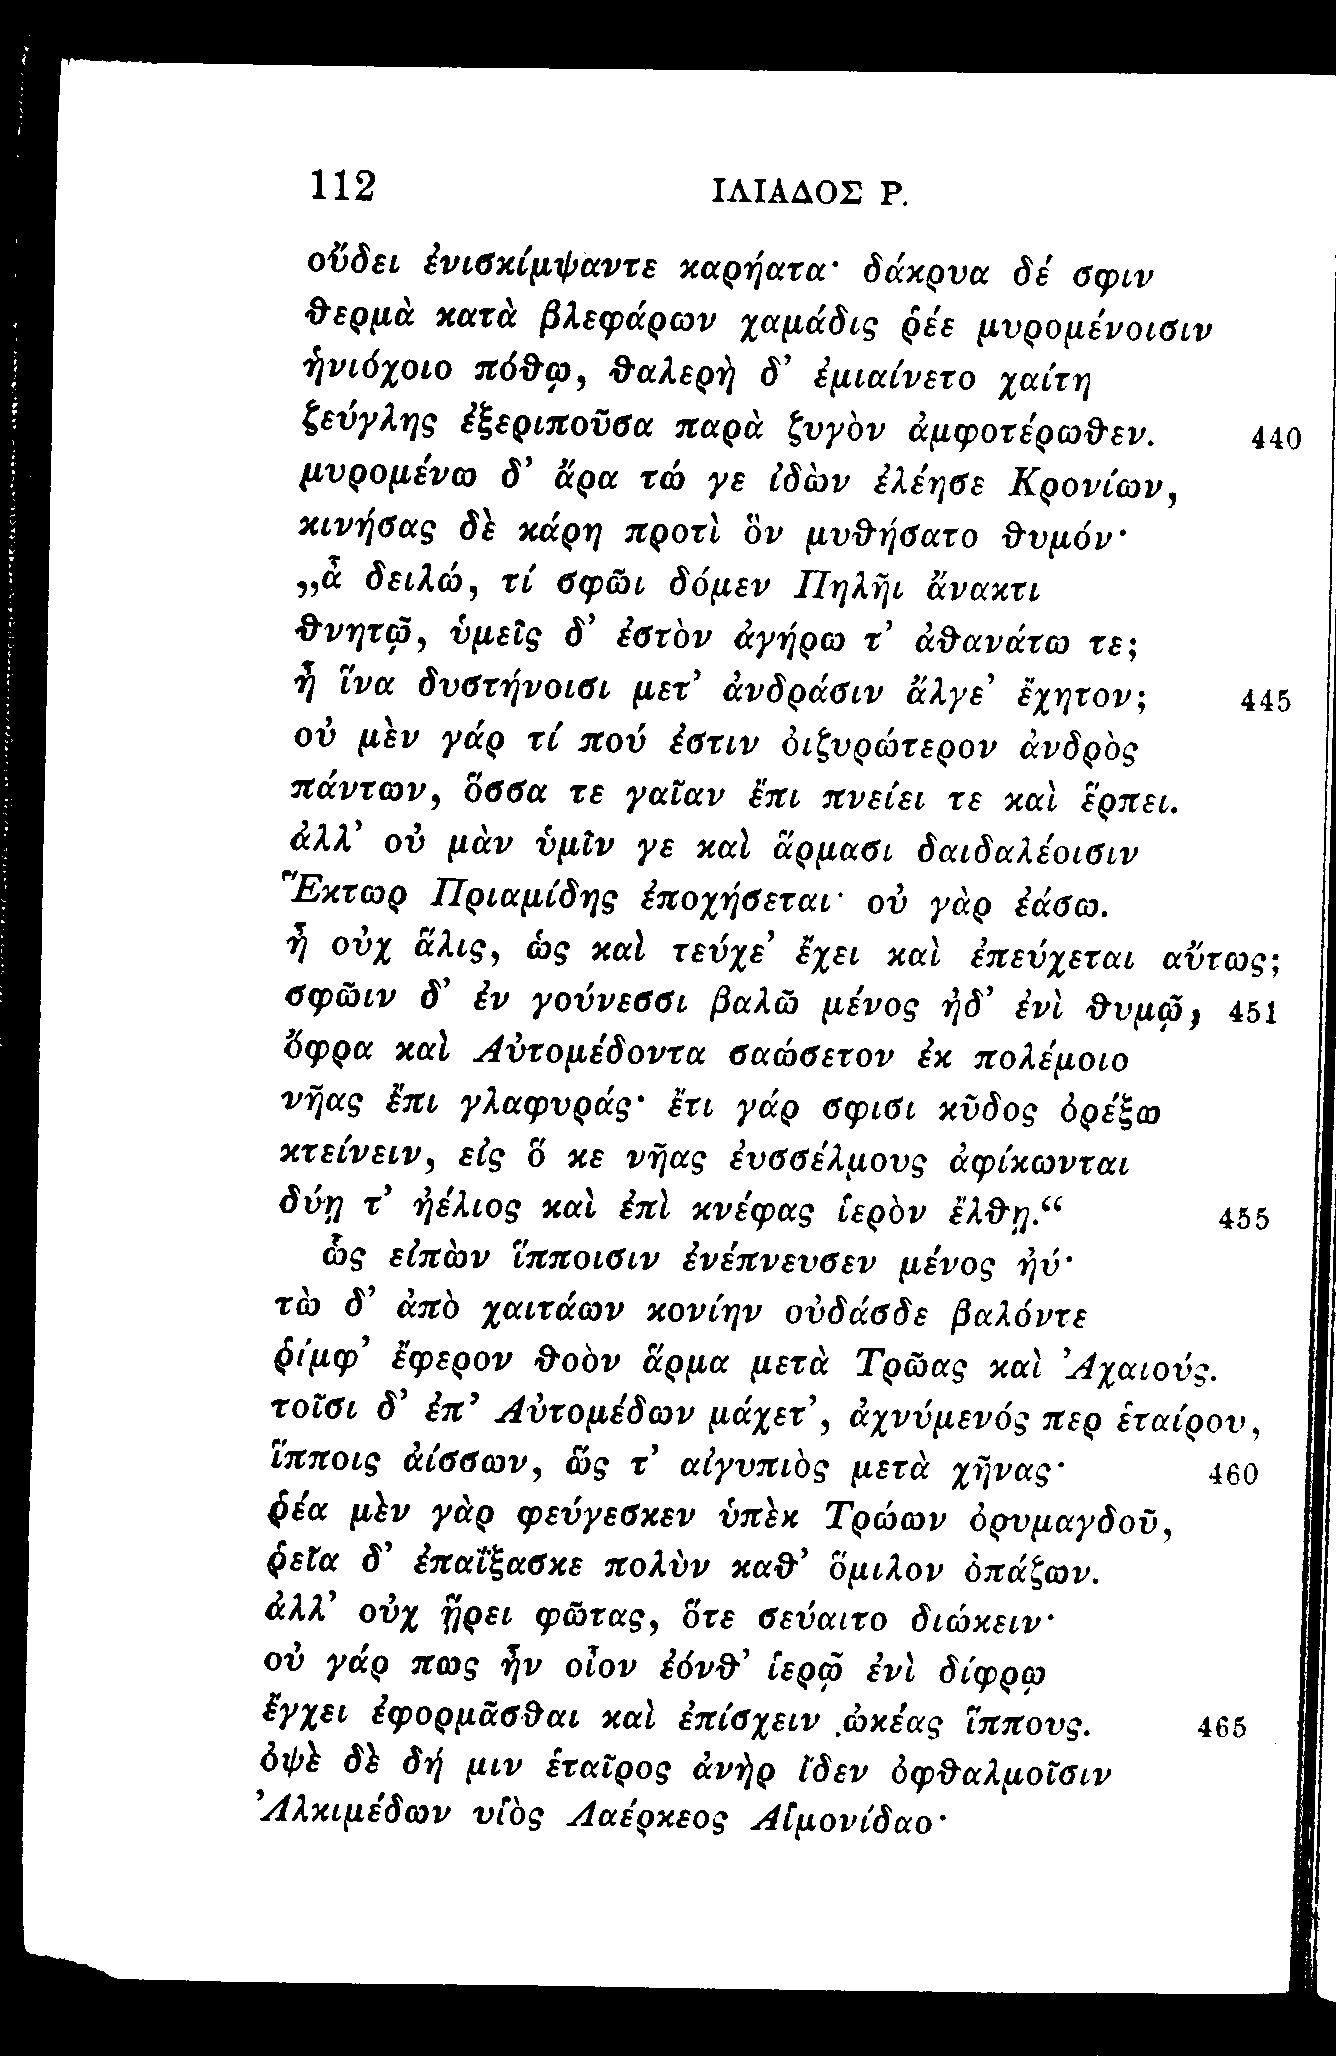 112 ΙΛΙΑΔΟΣ Ρ.
οὔδει ἐνισκίμψαντε καρήατα· δάκρυα δέ σφιν
θερμὰ κατὰ βλεφάρων χαμάδις ῥέε μυρομένοισιν
ἡνιόχοιο πόθῳ, θαλερὴ δ’ ἐμιαίνετο χαίτη
ζεύγλης ἐξεριποῦσα παρὰ ζυγὸν ἀμφοτέρωθεν. 440
μυρομένω δ’ ἄρα τώ γε ἰδὼν ἐλέησε Κρονίων,
κινήσας δὲ κάρη προτὶ ὃν μυθήσατο θυμόν·
„ἆ δειλώ, τί σφῶι δόμεν Πηλῆι ἄνακτι
θνητῷ, ὑμεῖς δ’ ἐστὸν ἀγήρω τ’ ἀθανάτω τε;
ἦ ἵνα δυστήνοισι μετ’ ἀνδράσιν ἄλγε’ ἔχητον; 445
οὐ μὲν γάρ τί πού ἐστιν ὀιζυρώτερον ἀνδρὸς
πάντων, ὅσσα τε γαῖαν ἔπι πνείει τε καὶ ἕρπει.
ἀλλ’ οὐ μὰν ὑμῖν γε καὶ ἅρμασι δαιδαλέοισιν
Ἕκτωρ Πριαμίδης ἐποχήσεται· οὐ γὰρ ἐάσω.
ἦ οὐχ ἅλις, ὡς καὶ τεύχε’ ἔχει καὶ ἐπεύχεται αὔτως;
σφῶιν δ’ ἐν γούνεσσι βαλῶ μένος ἠδ’ ἐνὶ θυμῷ, 451
ὄφρα καὶ Αὐτομέδοντα σαώσετον ἐκ πολέμοιο
νῆας ἔπι γλαφυράς· ἔτι γάρ σφισι κῦδος ὀρέξω
κτείνειν, εἰς ὅ κε νῆας ἐυσσέλμους ἀφίκωνται
δύῃ τ’ ἠέλιος καὶ ἐπὶ κνέφας ἱερὸν ἔλθῃ.“ 455
ὣς εἰπὼν ἵπποισιν ἐνέπνευσεν μένος ἠύ·
τὼ δ’ ἀπὸ χαιτάων κονίην οὐδάσδε βαλόντε
ῥίμφ’ ἔφερον θοὸν ἅρμα μετὰ Τρῶας καὶ Ἀχαιούς.
τοῖσι δ’ ἐπ’ Αὐτομέδων μάχετ’, ἀχνύμενός περ ἑταίρου,
ἵπποις ἀίσσων, ὥς τ’ αἰγυπιὸς μετὰ χῆνας· 460
ῥέα μὲν γὰρ φεύγεσκεν ὑπὲκ Τρώων ὀρυμαγδοῦ,
ῥεῖα δ’ ἐπαΐξασκε πολὺν καθ’ ὅμιλον ὀπάζων.
ἀλλ’ οὐχ ᾕρει φῶτας, ὅτε σεύαιτο διώκειν·
οὐ γάρ πως ἦν οἶον ἐόνθ’ ἱερῷ ἐνὶ δίφρῳ
ἔγχει ἐφορμᾶσθαι καὶ ἐπίσχειν ὠκέας ἵππους. 465
ὀψὲ δὲ δή μιν ἑταῖρος ἀνὴρ ἴδεν ὀφθαλμοῖσιν
Ἀλκιμέδων υἱὸς Λαέρκεος Αἱμονίδαο·